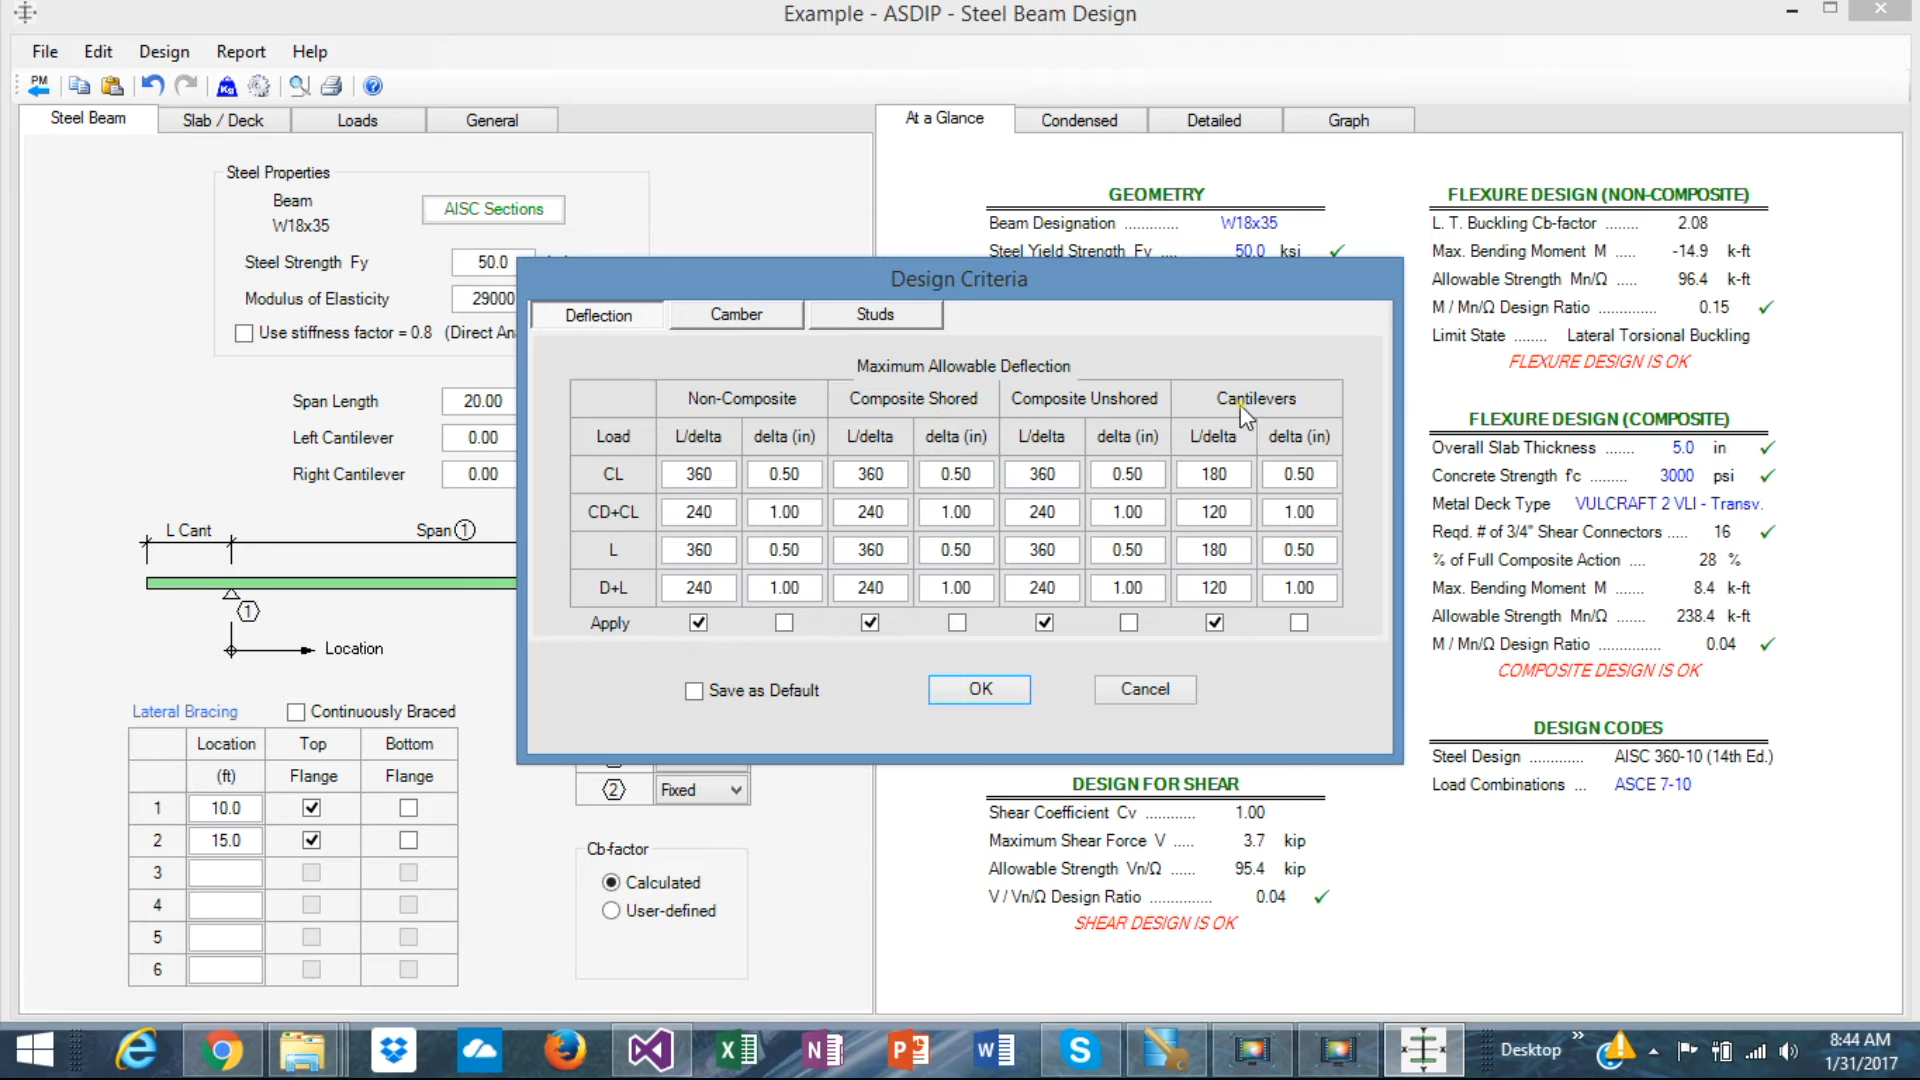 Example - ASDIP - Steel Beam Design
File Edit Design Report Help
PM Kg
Steel Beam Slab / Deck Loads General
At a Glance Condensed Detailed Graph
Steel Properties
Beam
W18x35
AISC Sections
Steel Strength Fy 50.0
Modulus of Elasticity 29000
Use stiffness factor = 0.8 (Direct An
Span Length 20.00
Left Cantilever 0.00
Right Cantilever 0.00
L Cant Span 1
1
Location
Lateral Bracing Continuously Braced
Location Top Bottom
(ft) Flange Flange
1 10.0
2 15.0
3
4
5
6
2 Fixed
Cb-factor
Calculated
User-defined
Design Criteria
Deflection Camber Studs
Maximum Allowable Deflection
Non-Composite Composite Shored Composite Unshored Cantilevers
Load L/delta delta (in) L/delta delta (in) L/delta delta (in) L/delta delta (in)
CL 360 0.50 360 0.50 360 0.50 180 0.50
CD+CL 240 1.00 240 1.00 240 1.00 120 1.00
L 360 0.50 360 0.50 360 0.50 180 0.50
D+L 240 1.00 240 1.00 240 1.00 120 1.00
Apply
Save as Default OK Cancel
GEOMETRY
Beam Designation ............ W18x35
Steel Yield Strength Fy .... 50.0 ksi
DESIGN FOR SHEAR
Shear Coefficient Cv ........... 1.00
Maximum Shear Force V ..... 3.7 kip
Allowable Strength Vn/Ω ...... 95.4 kip
V / Vn/Ω Design Ratio .............. 0.04
SHEAR DESIGN IS OK
FLEXURE DESIGN (NON-COMPOSITE)
L. T. Buckling Cb-factor ........ 2.08
Max. Bending Moment M ..... -14.9 k-ft
Allowable Strength Mn/Ω ..... 96.4 k-ft
M / Mn/Ω Design Ratio ............. 0.15
Limit State ........ Lateral Torsional Buckling
FLEXURE DESIGN IS OK
FLEXURE DESIGN (COMPOSITE)
Overall Slab Thickness ....... 5.0 in
Concrete Strength f'c ......... 3000 psi
Metal Deck Type VULCRAFT 2 VLI - Transv.
Reqd. # of 3/4" Shear Connectors ..... 16
% of Full Composite Action .... 28 %
Max. Bending Moment M ...... 8.4 k-ft
Allowable Strength Mn/Ω ...... 238.4 k-ft
M / Mn/Ω Design Ratio .............. 0.04
COMPOSITE DESIGN IS OK
DESIGN CODES
Steel Design ............ AISC 360-10 (14th Ed.)
Load Combinations ... ASCE 7-10
Desktop
8:44 AM
1/31/2017